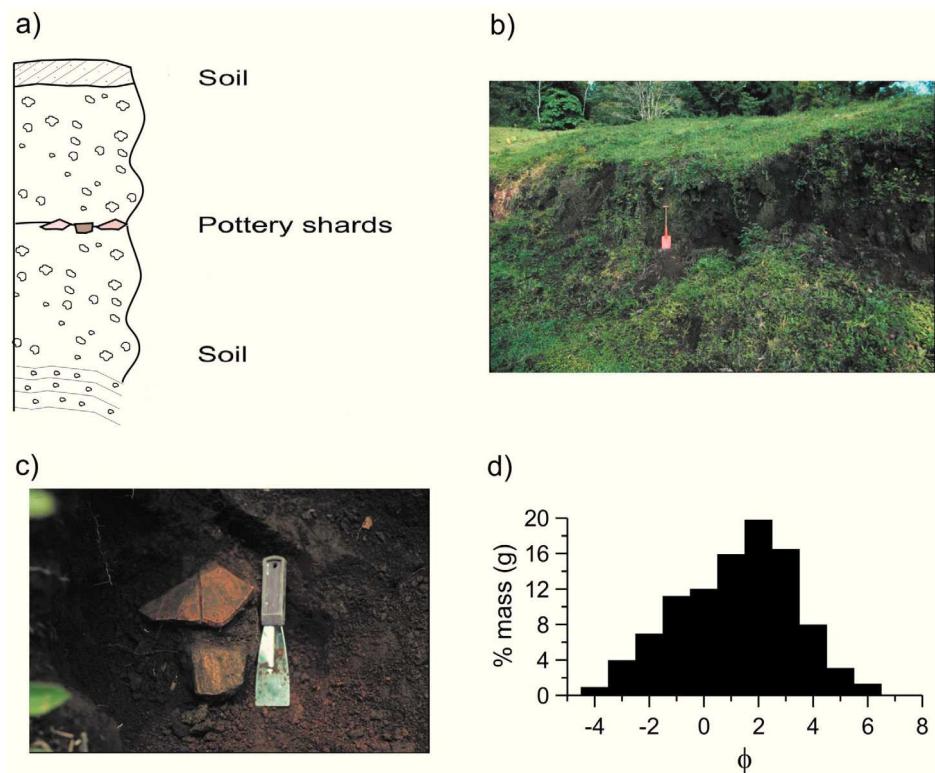 a)
Soil
Pottery shards
Soil
b)
c)
d)
% mass (g)
20
16
12
8
4
0
-4 -2 0 2 4 6 8
ϕ